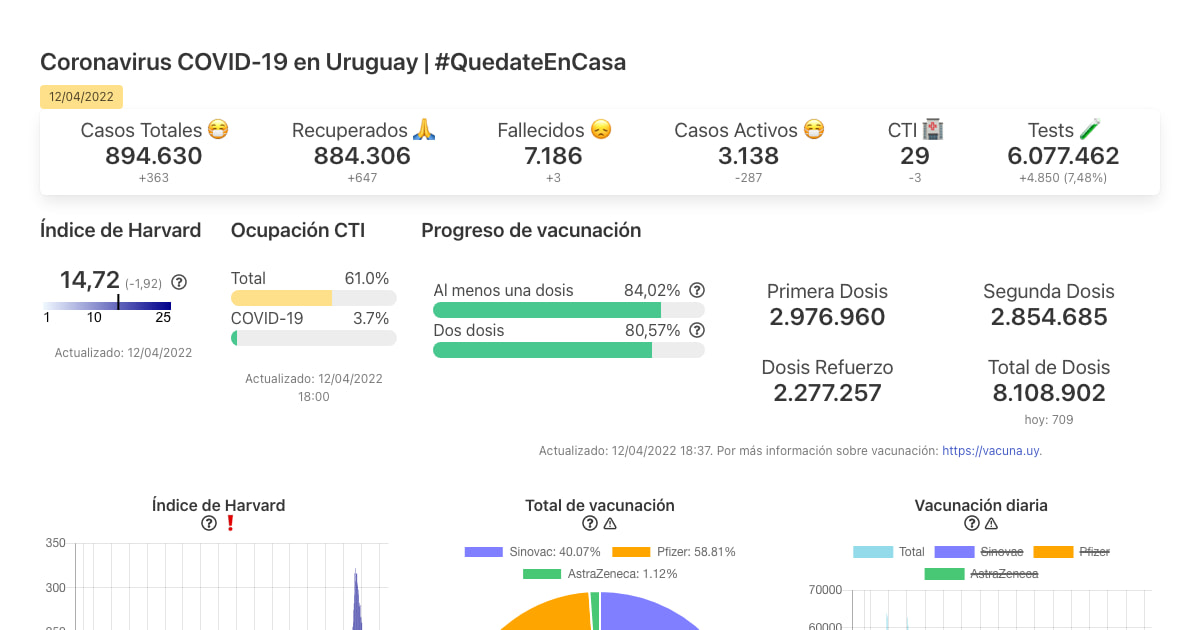 Coronavirus COVID-19 en Uruguay | #QuedateEnCasa
12/04/2022
Casos Totales 😷
894.630
+363
Recuperados 🙏
884.306
+647
Fallecidos 😞
7.186
+3
Casos Activos 😷
3.138
-287
CTI 🏥
29
-3
Tests 🧪
6.077.462
+4.850 (7,48%)
Índice de Harvard
14,72 (-1,92)
1 10 25
Actualizado: 12/04/2022
Ocupación CTI
Total 61.0%
COVID-19 3.7%
Actualizado: 12/04/2022
18:00
Progreso de vacunación
Al menos una dosis 84,02%
Dos dosis 80,57%
Primera Dosis
2.976.960
Segunda Dosis
2.854.685
Dosis Refuerzo
2.277.257
Total de Dosis
8.108.902
hoy: 709
Actualizado: 12/04/2022 18:37. Por más información sobre vacunación: https://vacuna.uy.
Índice de Harvard
❗
350
300
250
Total de vacunación
Sinovac: 40.07% Pfizer: 58.81%
AstraZeneca: 1.12%
Vacunación diaria
Total Sinovac Pfizer
AstraZeneca
70000
60000